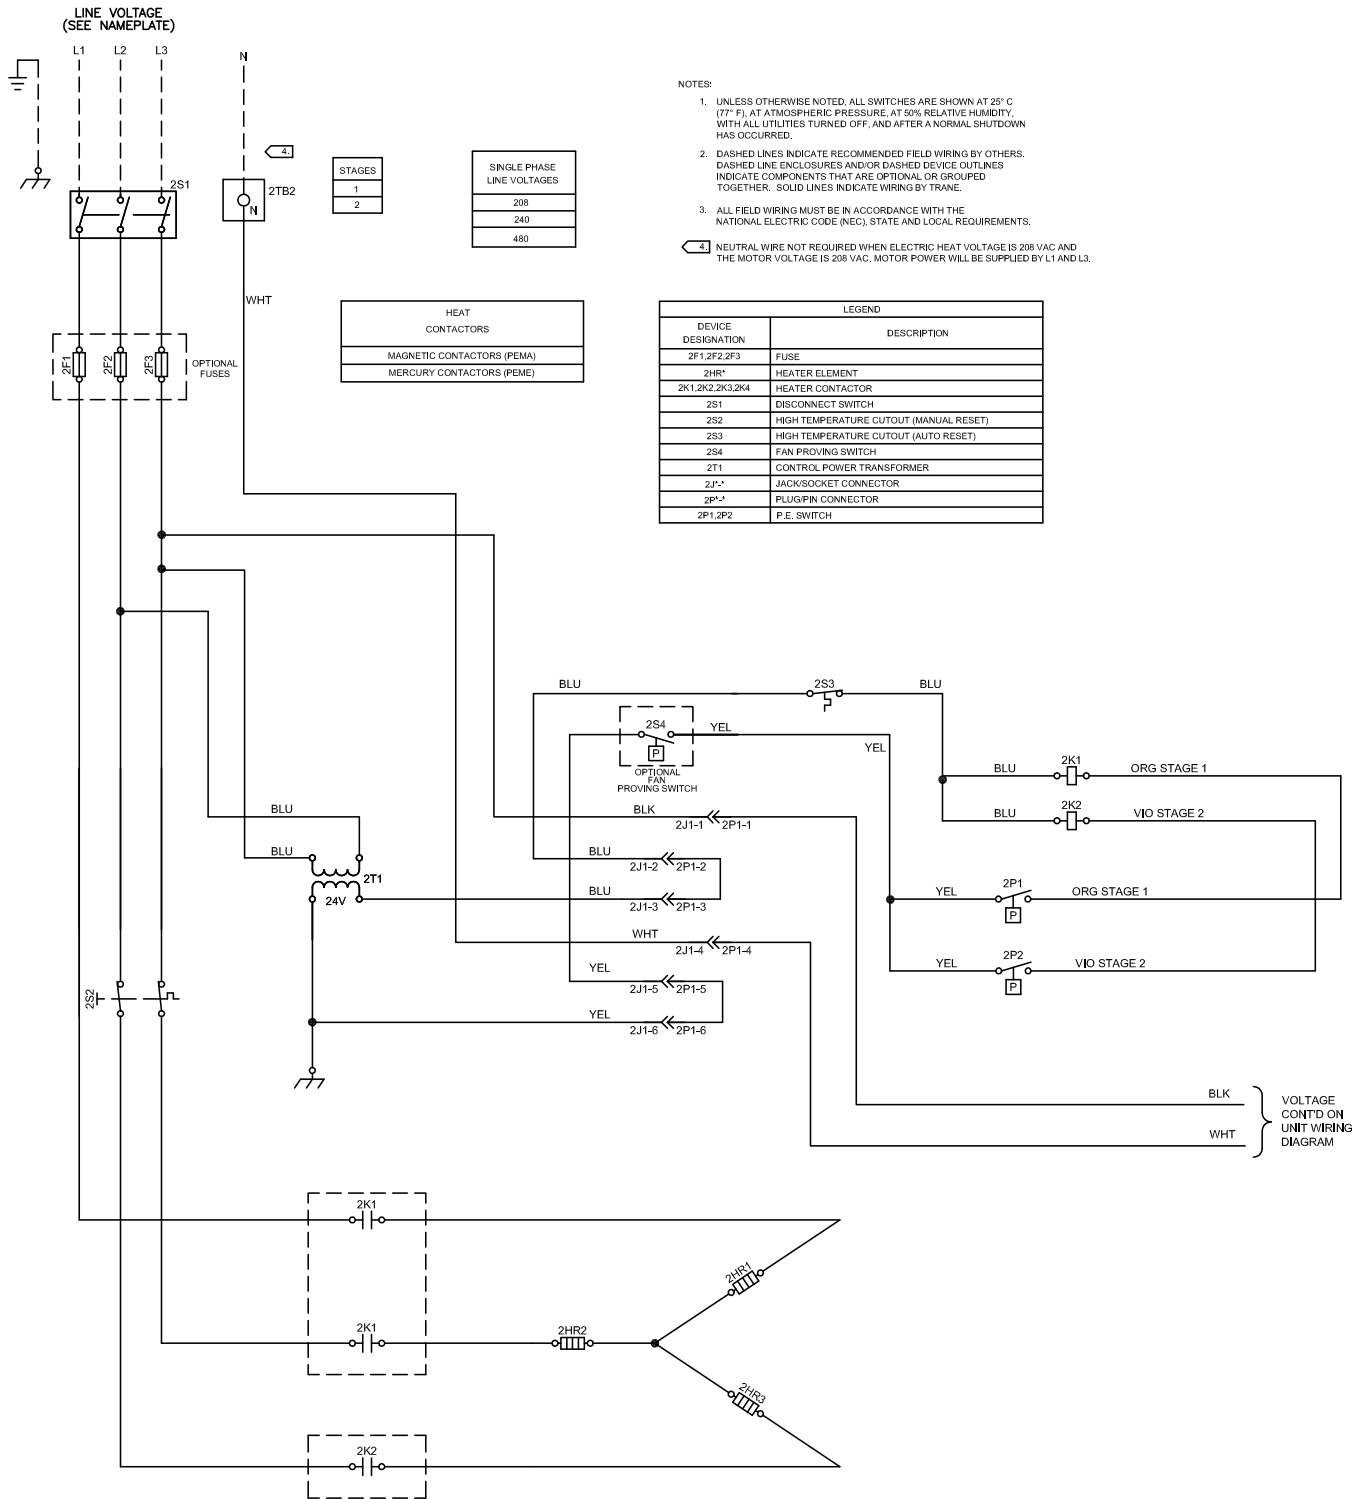 LINE VOLTAGE
(SEE NAMEPLATE)
L1
L2
L3
N
4.
2S1
2TB2
N
STAGES
1
2
SINGLE PHASE
LINE VOLTAGES
208
240
480
NOTES:
1. UNLESS OTHERWISE NOTED, ALL SWITCHES ARE SHOWN AT 25° C
(77° F), AT ATMOSPHERIC PRESSURE, AT 50% RELATIVE HUMIDITY,
WITH ALL UTILITIES TURNED OFF, AND AFTER A NORMAL SHUTDOWN
HAS OCCURRED.
2. DASHED LINES INDICATE RECOMMENDED FIELD WIRING BY OTHERS.
DASHED LINE ENCLOSURES AND/OR DASHED DEVICE OUTLINES
INDICATE COMPONENTS THAT ARE OPTIONAL OR GROUPED
TOGETHER. SOLID LINES INDICATE WIRING BY TRANE.
3. ALL FIELD WIRING MUST BE IN ACCORDANCE WITH THE
NATIONAL ELECTRIC CODE (NEC), STATE AND LOCAL REQUIREMENTS.
4. NEUTRAL WIRE NOT REQUIRED WHEN ELECTRIC HEAT VOLTAGE IS 208 VAC AND
THE MOTOR VOLTAGE IS 208 VAC. MOTOR POWER WILL BE SUPPLIED BY L1 AND L3.
WHT
HEAT
CONTACTORS
MAGNETIC CONTACTORS (PEMA)
MERCURY CONTACTORS (PEME)
LEGEND
DEVICE
DESIGNATION
DESCRIPTION
2F1,2F2,2F3 FUSE
2HR* HEATER ELEMENT
2K1,2K2,2K3,2K4 HEATER CONTACTOR
2S1 DISCONNECT SWITCH
2S2 HIGH TEMPERATURE CUTOUT (MANUAL RESET)
2S3 HIGH TEMPERATURE CUTOUT (AUTO RESET)
2S4 FAN PROVING SWITCH
2T1 CONTROL POWER TRANSFORMER
2J*-* JACK/SOCKET CONNECTOR
2P*-* PLUG/PIN CONNECTOR
2P1,2P2 P.E. SWITCH
2F1
2F2
2F3
OPTIONAL
FUSES
BLU
2S3
BLU
2S4
P
YEL
OPTIONAL
FAN
PROVING SWITCH
YEL
BLU
2K1
ORG STAGE 1
BLU
2K2
VIO STAGE 2
BLU
BLU
2T1
24V
BLK
2J1-1
2P1-1
BLU
2J1-2
2P1-2
BLU
2J1-3
2P1-3
WHT
2J1-4
2P1-4
YEL
2J1-5
2P1-5
YEL
2J1-6
2P1-6
YEL
2P1
P
ORG STAGE 1
YEL
2P2
P
VIO STAGE 2
2S2
BLK
WHT
VOLTAGE
CONT'D ON
UNIT WIRING
DIAGRAM
2K1
2HR1
2K1
2HR2
2HR3
2K2